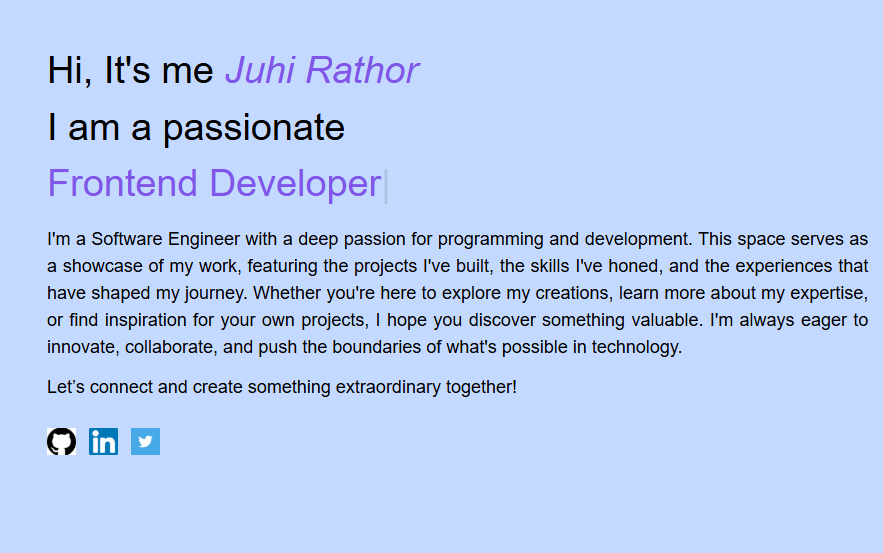 Hi, It's me Juhi Rathor
I am a passionate
Frontend Developer|
I'm a Software Engineer with a deep passion for programming and development. This space serves as
a showcase of my work, featuring the projects I've built, the skills I've honed, and the experiences that
have shaped my journey. Whether you're here to explore my creations, learn more about my expertise,
or find inspiration for your own projects, I hope you discover something valuable. I'm always eager to
innovate, collaborate, and push the boundaries of what's possible in technology.
Let’s connect and create something extraordinary together!
in